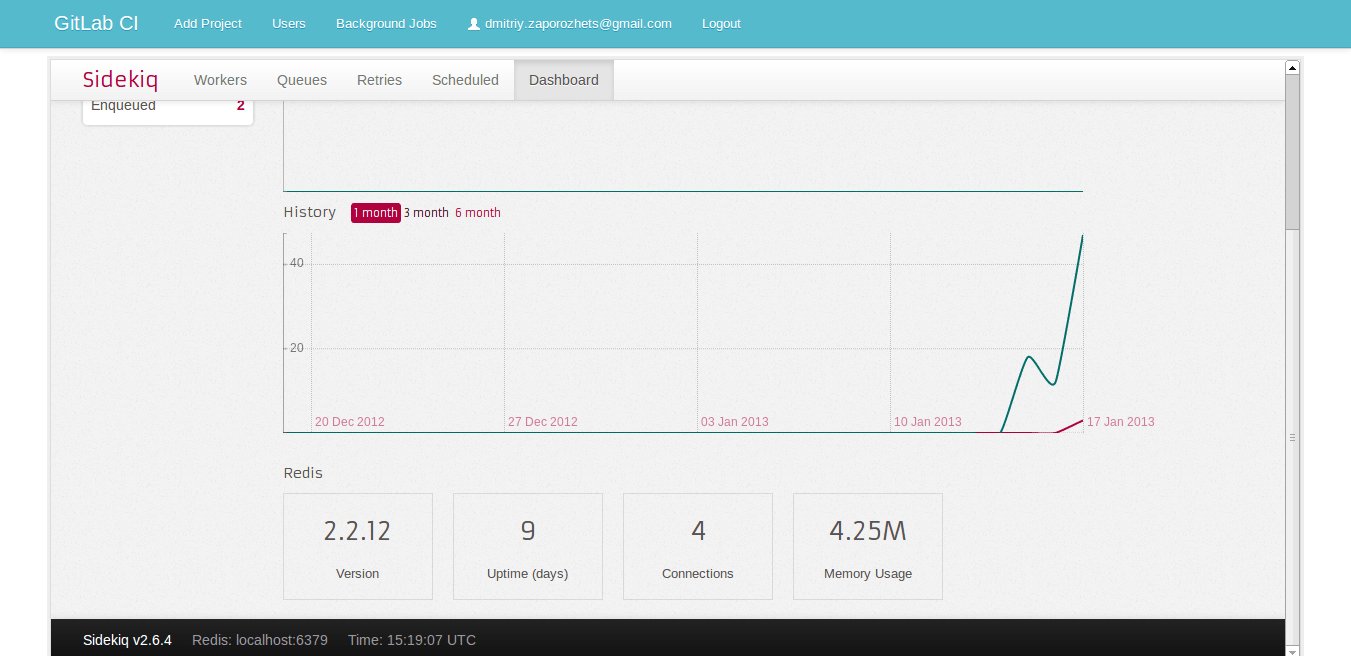 GitLab CI Add Project Users Background Jobs dmitriy.zaporozhets@gmail.com Logout
Sidekiq Workers Queues Retries Scheduled Dashboard
Enqueued 2
History 1 month 3 month 6 month
40
20
20 Dec 2012 27 Dec 2012 03 Jan 2013 10 Jan 2013 17 Jan 2013
Redis
2.2.12 9 4 4.25M
Version Uptime (days) Connections Memory Usage
Sidekiq v2.6.4 Redis: localhost:6379 Time: 15:19:07 UTC